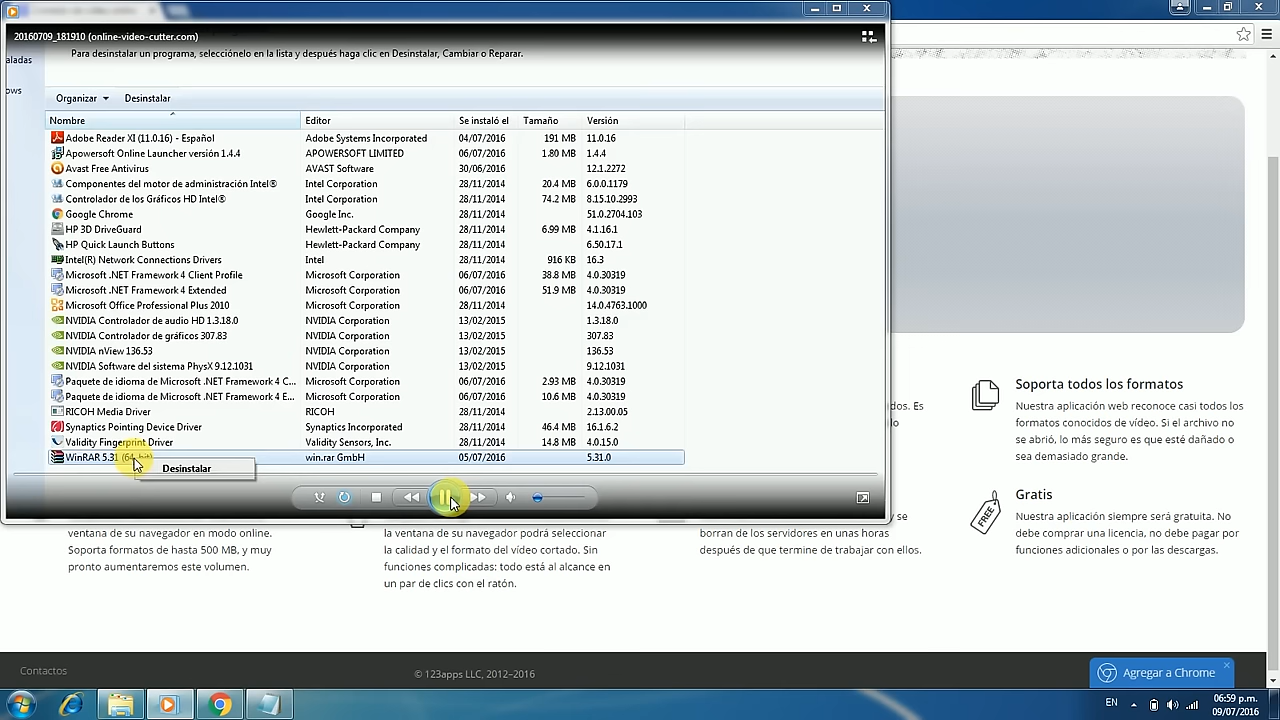 20160709_181910 (online-video-cutter.com)
aladas
Para desinstalar un programa, selecciónelo en la lista y después haga clic en Desinstalar, Cambiar o Reparar.
ows
Organizar Desinstalar
Nombre Editor Se instaló el Tamaño Versión
Adobe Reader XI (11.0.16) - Español Adobe Systems Incorporated 04/07/2016 191 MB 11.0.16
Apowersoft Online Launcher versión 1.4.4 APOWERSOFT LIMITED 06/07/2016 1.80 MB 1.4.4
Avast Free Antivirus AVAST Software 30/06/2016 12.1.2272
Componentes del motor de administración Intel® Intel Corporation 28/11/2014 20.4 MB 6.0.0.1179
Controlador de los Gráficos HD Intel® Intel Corporation 28/11/2014 74.2 MB 8.15.10.2993
Google Chrome Google Inc. 28/11/2014 51.0.2704.103
HP 3D DriveGuard Hewlett-Packard Company 28/11/2014 6.99 MB 4.1.16.1
HP Quick Launch Buttons Hewlett-Packard Company 28/11/2014 6.50.17.1
Intel(R) Network Connections Drivers Intel 28/11/2014 916 KB 16.3
Microsoft .NET Framework 4 Client Profile Microsoft Corporation 28/11/2014 38.8 MB 4.0.30319
Microsoft .NET Framework 4 Extended Microsoft Corporation 28/11/2014 51.9 MB 4.0.30319
Microsoft Office Professional Plus 2010 Microsoft Corporation 28/11/2014 14.0.4763.1000
NVIDIA Controlador de audio HD 1.3.18.0 NVIDIA Corporation 13/02/2015 1.3.18.0
NVIDIA Controlador de gráficos 307.83 NVIDIA Corporation 13/02/2015 307.83
NVIDIA nView 136.53 NVIDIA Corporation 13/02/2015 136.53
NVIDIA Software del sistema PhysX 9.12.1031 NVIDIA Corporation 13/02/2015 9.12.1031
Paquete de idioma de Microsoft .NET Framework 4 C... Microsoft Corporation 06/07/2016 2.93 MB 4.0.30319
Paquete de idioma de Microsoft .NET Framework 4 E... Microsoft Corporation 06/07/2016 10.6 MB 4.0.30319
RICOH Media Driver RICOH 28/11/2014 2.13.00.05
Synaptics Pointing Device Driver Synaptics Incorporated 28/11/2014 46.4 MB 16.1.6.2
Validity Fingerprint Driver Validity Sensors, Inc. 28/11/2014 14.8 MB 4.0.15.0
WinRAR 5.31 (64-bit) win.rar GmbH 05/07/2016 5.31.0
Desinstalar
ventana de su navegador en modo online.
Soporta formatos de hasta 500 MB, y muy
pronto aumentaremos este volumen.
la ventana de su navegador podrá seleccionar
la calidad y el formato del vídeo cortado. Sin
funciones complicadas: todo está al alcance en
un par de clics con el ratón.
dos. Es
y se
borran de los servidores en unas horas
después de que termine de trabajar con ellos.
Soporta todos los formatos
Nuestra aplicación web reconoce casi todos los
formatos conocidos de vídeo. Si el archivo no
se abrió, lo más seguro es que esté dañado o
sea demasiado grande.
FREE
Gratis
Nuestra aplicación siempre será gratuita. No
debe comprar una licencia, no debe pagar por
funciones adicionales o por las descargas.
Contactos
© 123apps LLC, 2012–2016
Agregar a Chrome
EN
06:59 p.m.
09/07/2016